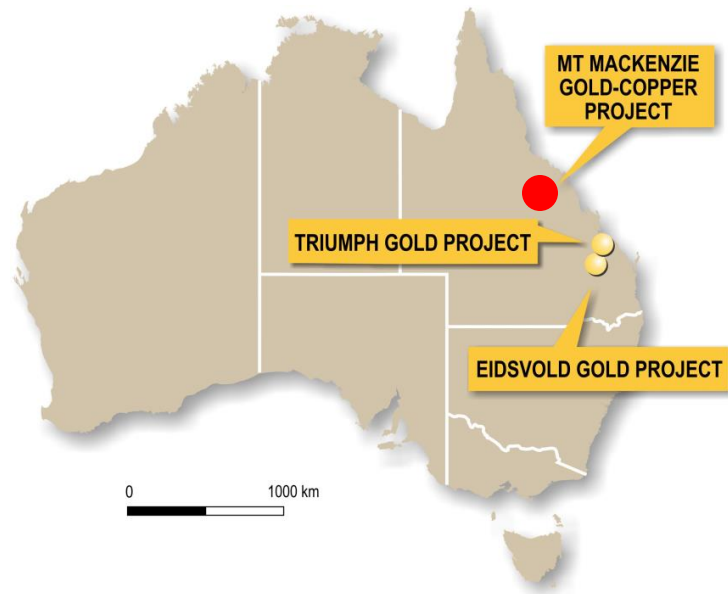 MT MACKENZIE
GOLD-COPPER
PROJECT
TRIUMPH GOLD PROJECT
EIDSVOLD GOLD PROJECT
0 1000 km